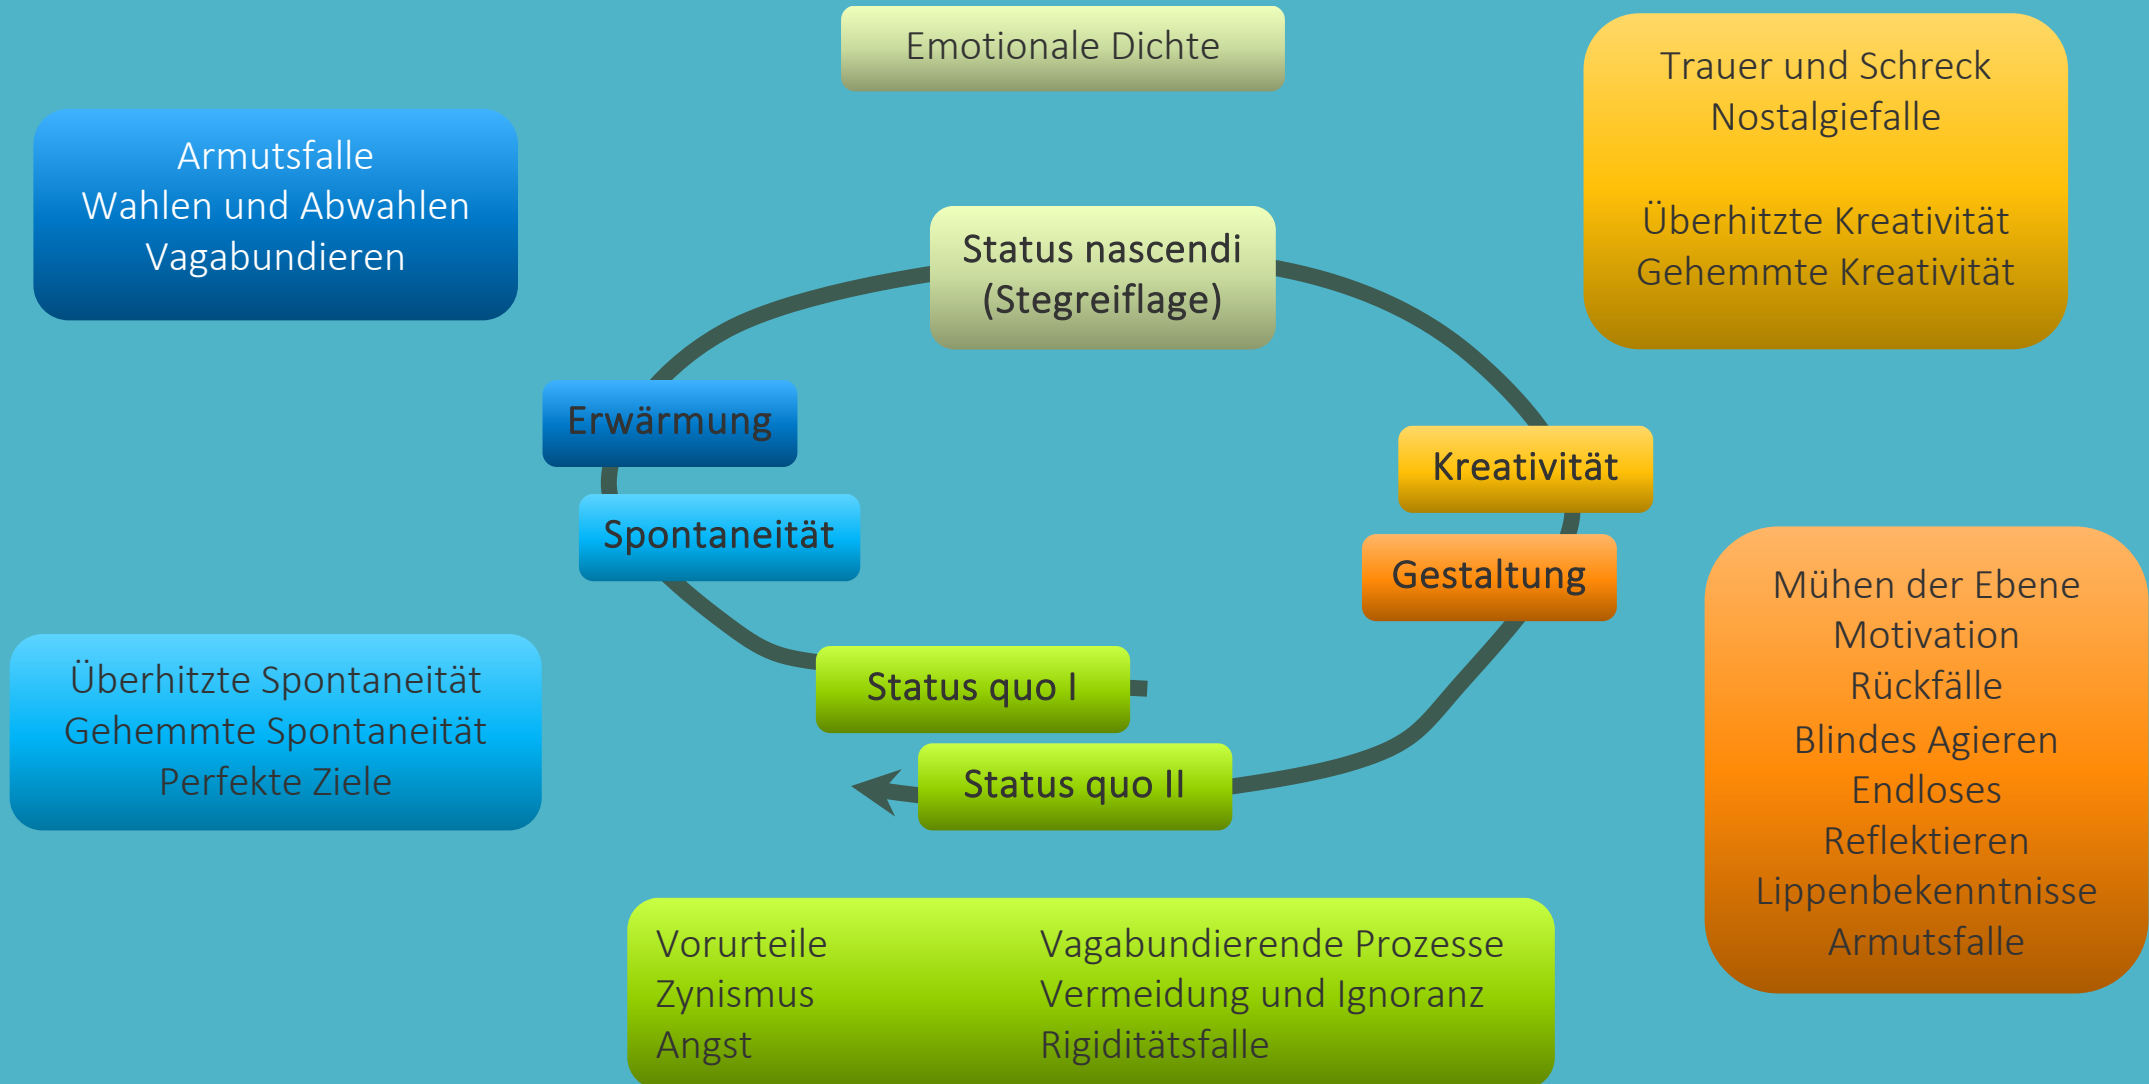 Emotionale Dichte
Trauer und Schreck
Nostalgiefalle
Überhitzte Kreativität
Gehemmte Kreativität
Armutsfalle
Wahlen und Abwahlen
Vagabundieren
Status nascendi
(Stegreiflage)
Erwärmung
Spontaneität
Kreativität
Gestaltung
Status quo I
Status quo II
Überhitzte Spontaneität
Gehemmte Spontaneität
Perfekte Ziele
Mühen der Ebene
Motivation
Rückfälle
Blindes Agieren
Endloses
Reflektieren
Lippenbekenntnisse
Armutsfalle
Vorurteile
Zynismus
Angst
Vagabundierende Prozesse
Vermeidung und Ignoranz
Rigiditätsfalle